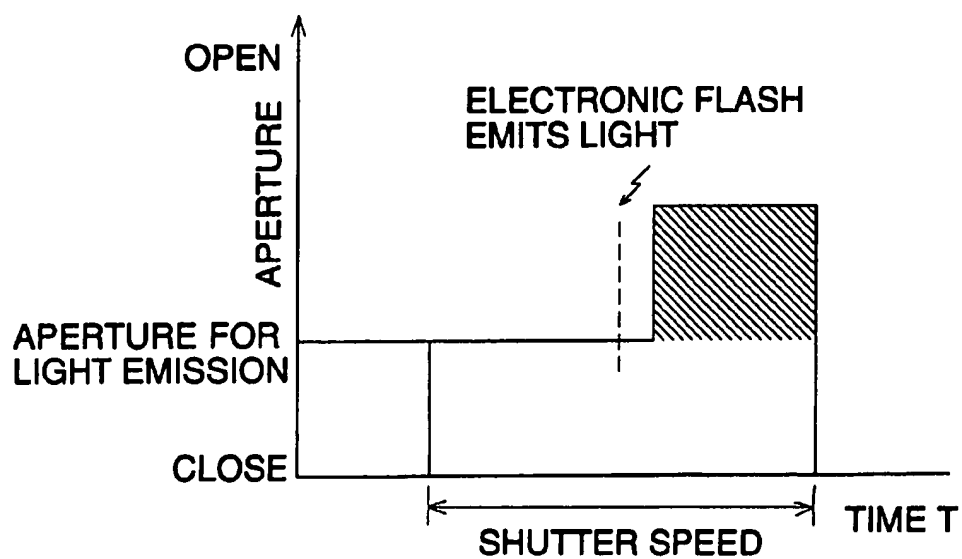 OPEN
APERTURE
ELECTRONIC FLASH
EMITS LIGHT
APERTURE FOR
LIGHT EMISSION
CLOSE
SHUTTER SPEED
TIME T